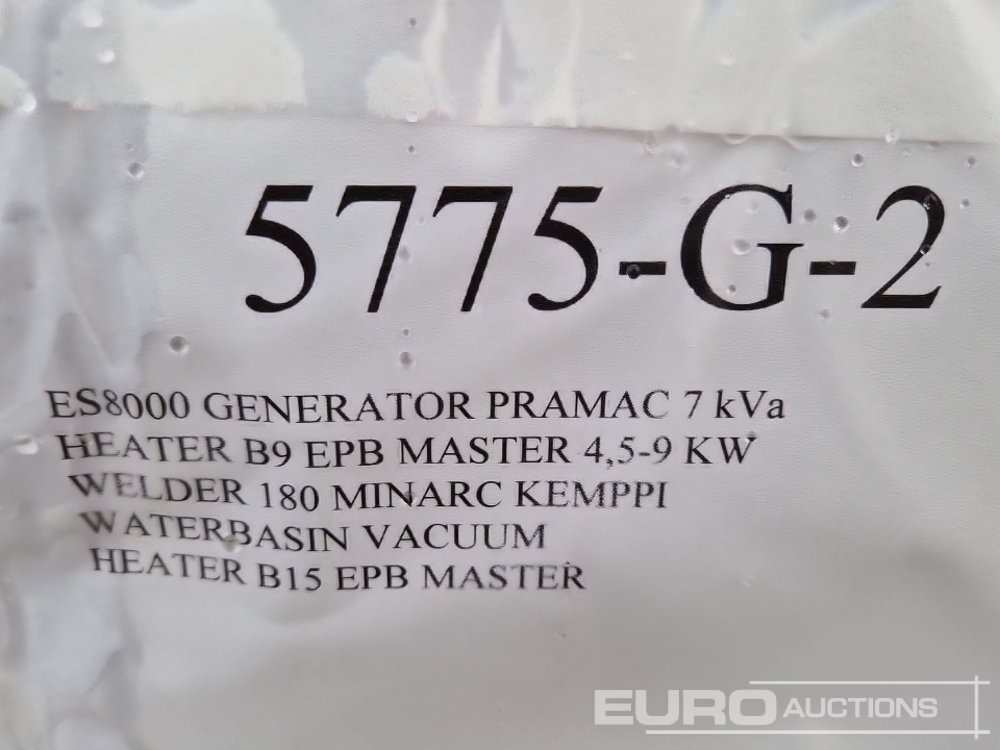 5775-G-2
ES8000 GENERATOR PRAMAC 7 kVa
HEATER B9 EPB MASTER 4,5-9 KW
WELDER 180 MINARC KEMPPI
WATERBASIN VACUUM
HEATER B15 EPB MASTER
EURO AUCTIONS